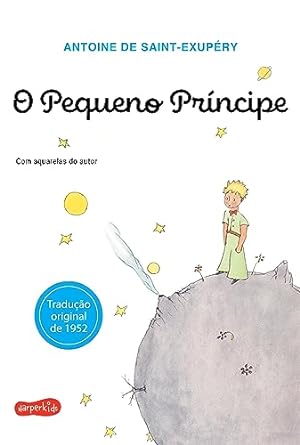 ANTOINE DE SAINT-EXUPÉRY
O Pequeno Príncipe
Com aquarelas do autor
Tradução
original
de 1952
harperkids